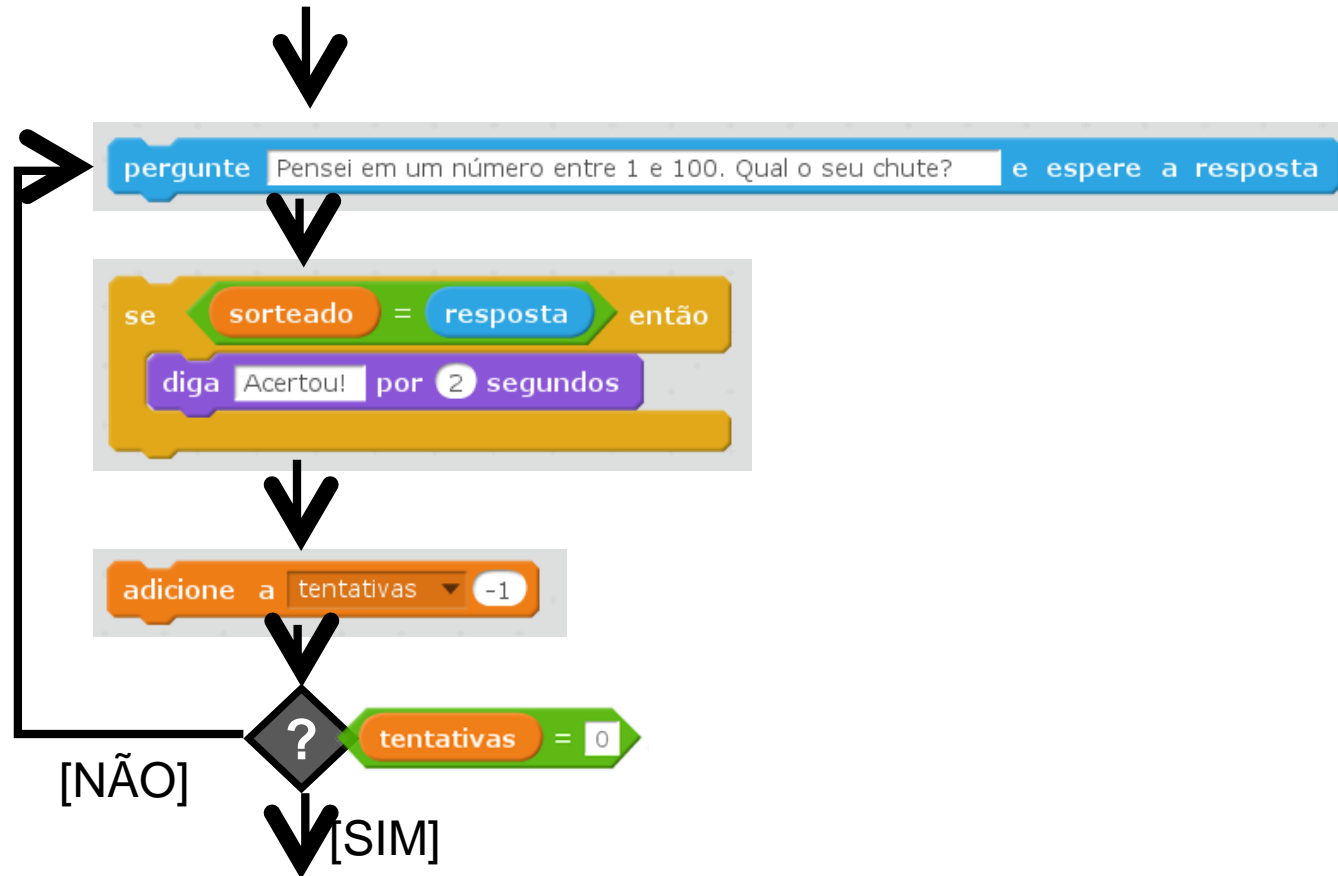 pergunte Pensei em um número entre 1 e 100. Qual o seu chute? e espere a resposta
se sorteado = resposta então
diga Acertou! por 2 segundos
adicione a tentativas -1
? tentativas = 0
[NÃO]
[SIM]